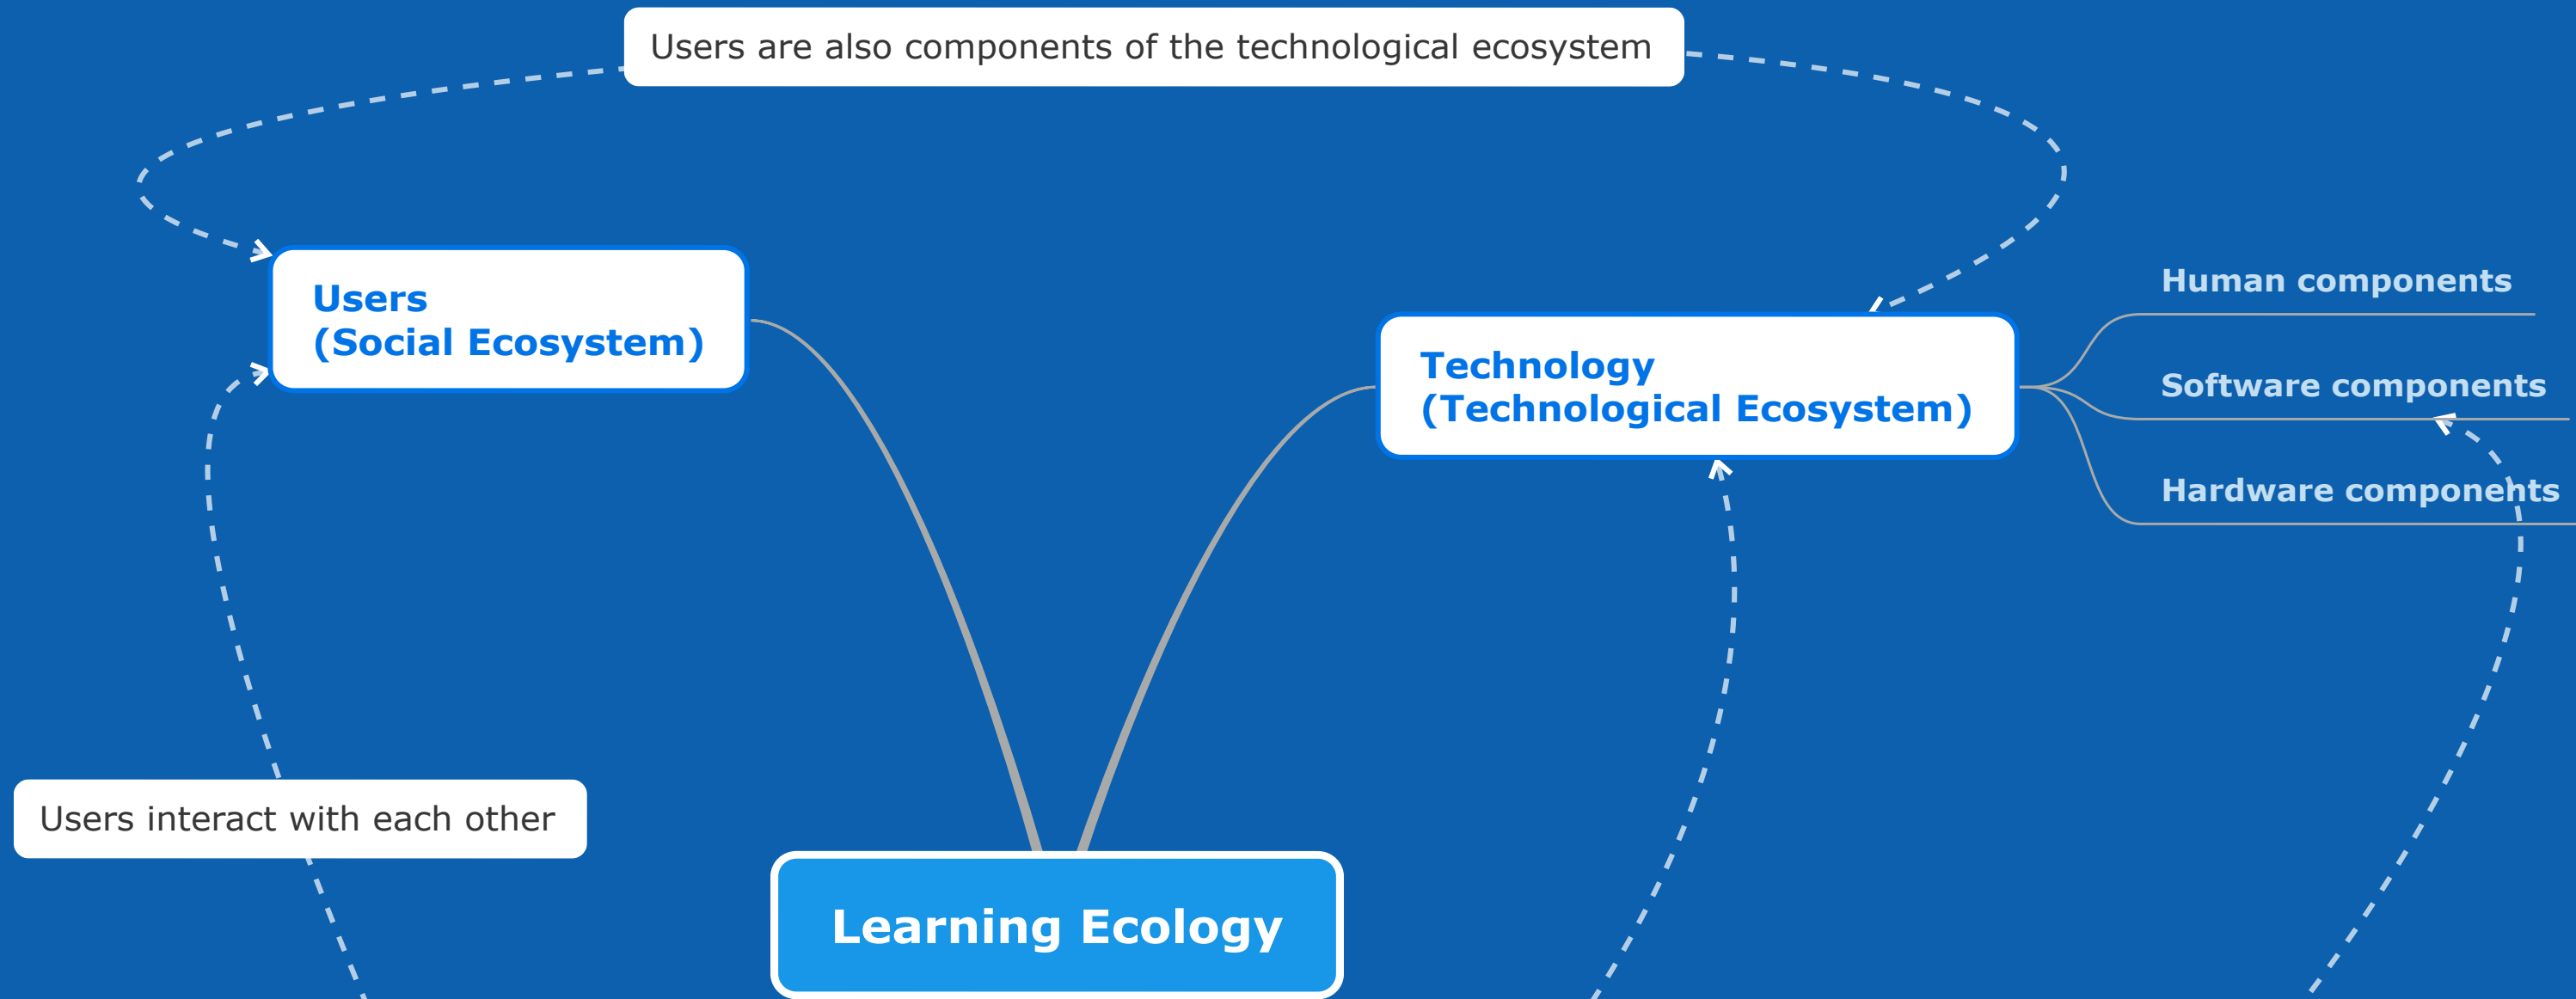 Users are also components of the technological ecosystem
Users
(Social Ecosystem)
Technology
(Technological Ecosystem)
Human components
Software components
Hardware components
Users interact with each other
Learning Ecology